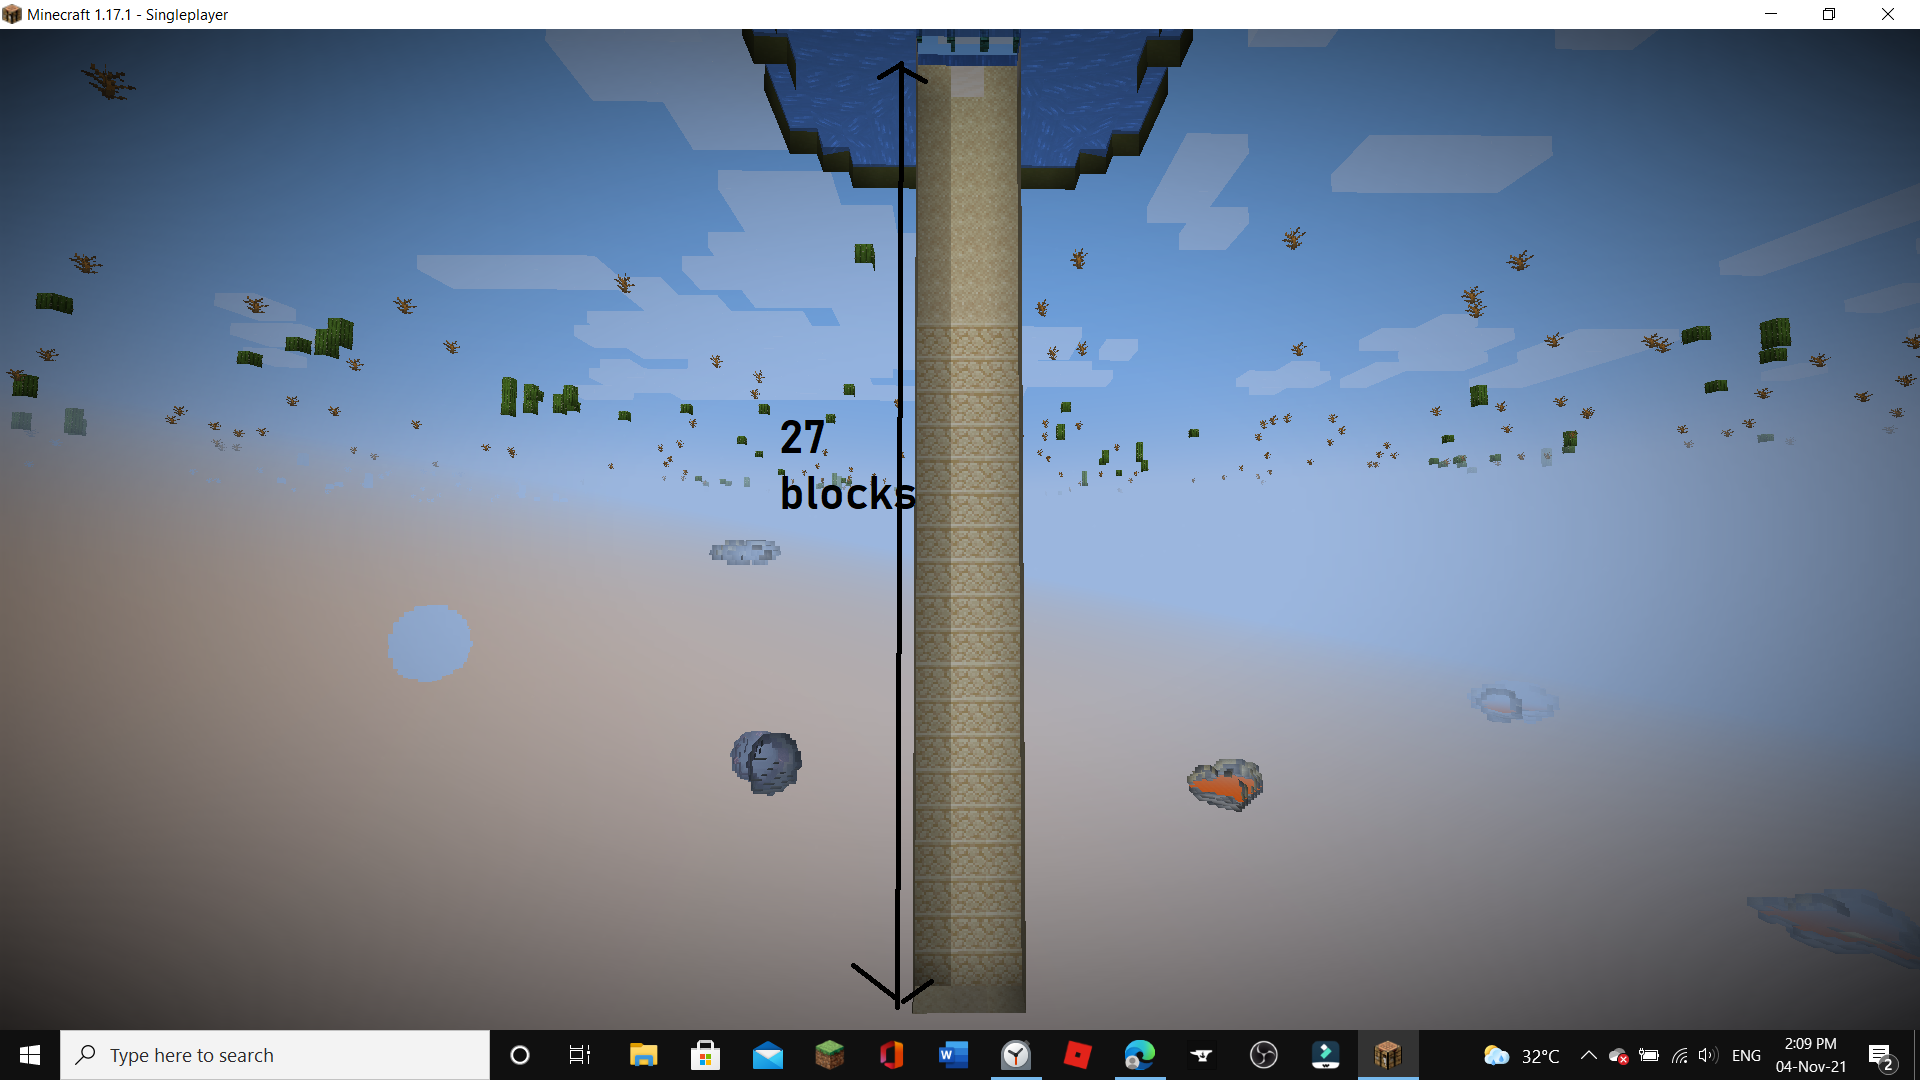 Minecraft 1.17.1 - Singleplayer
27
blocks
Type here to search
32°C
ENG
2:09 PM
04-Nov-21
2